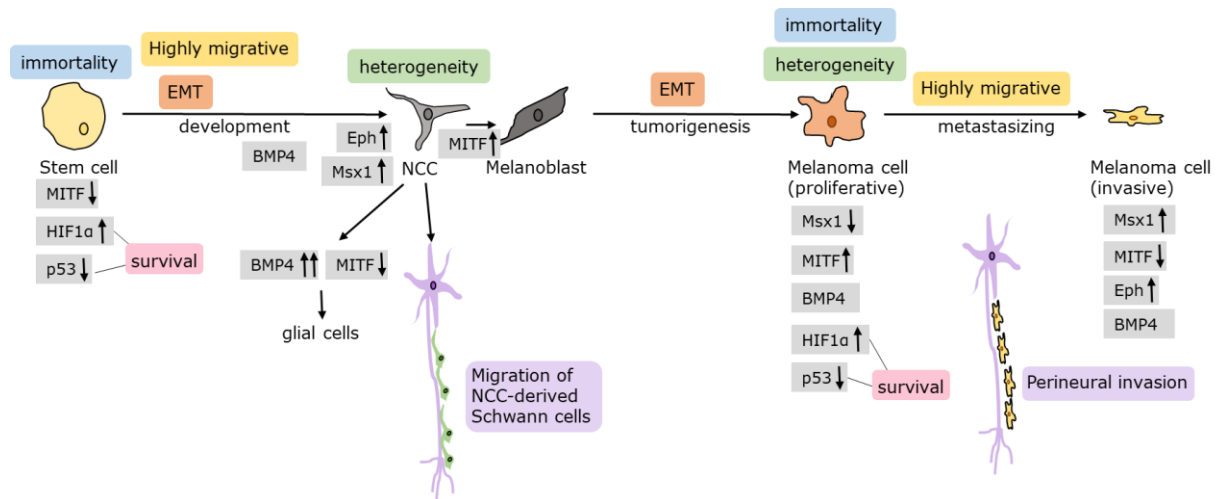 immortality
Highly migrative
EMT
development
BMP4
Stem cell
MITF↓
HIF1α↑
p53↓
survival
heterogeneity
Eph↑
Msx1↑
NCC
MITF↑
Melanoblast
BMP4↑↑
MITF↓
glial cells
Migration of
NCC-derived
Schwann cells
EMT
tumorigenesis
immortality
heterogeneity
Melanoma cell
(proliferative)
Msx1↓
MITF↑
BMP4
HIF1α↑
p53↓
survival
Highly migrative
metastasizing
Melanoma cell
(invasive)
Msx1↑
MITF↓
Eph↑
BMP4
Perineural invasion